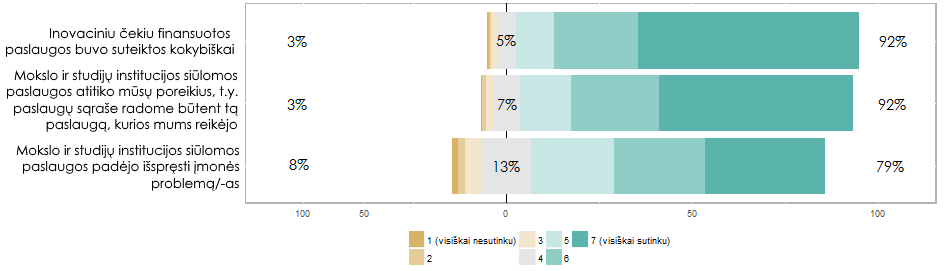 Inovaciniu čekiu finansuotos
paslaugos buvo suteiktos kokybiškai
3%
5%
92%
Mokslo ir studijų institucijos siūlomos
paslaugos atitiko mūsų poreikius, t.y.
paslaugų sąraše radome būtent tą
paslaugą, kurios mums reikėjo
3%
7%
92%
Mokslo ir studijų institucijos siūlomos
paslaugos padėjo išspręsti įmonės
problemą/-as
8%
13%
79%
100 50 0 50 100
1 (visiškai nesutinku) 3 5 7 (visiškai sutinku)
2 4 6